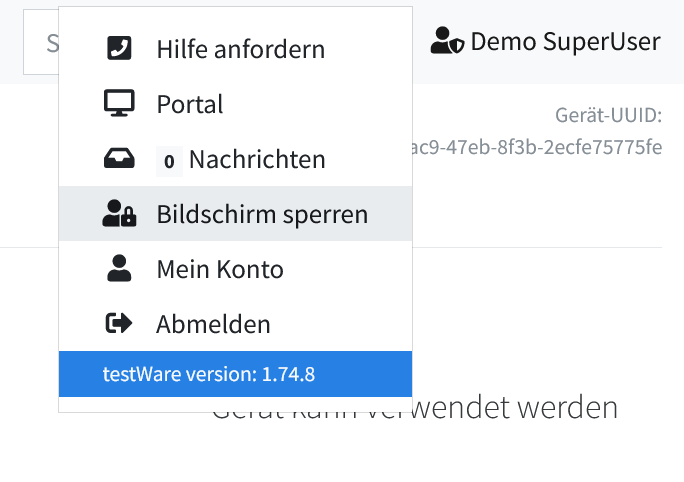 Demo SuperUser
Hilfe anfordern
Portal
0 Nachrichten
Bildschirm sperren
Mein Konto
Abmelden
testWare version: 1.74.8
Gerät-UUID:
ac9-47eb-8f3b-2ecfe75775fe
Gerät kann verwendet werden